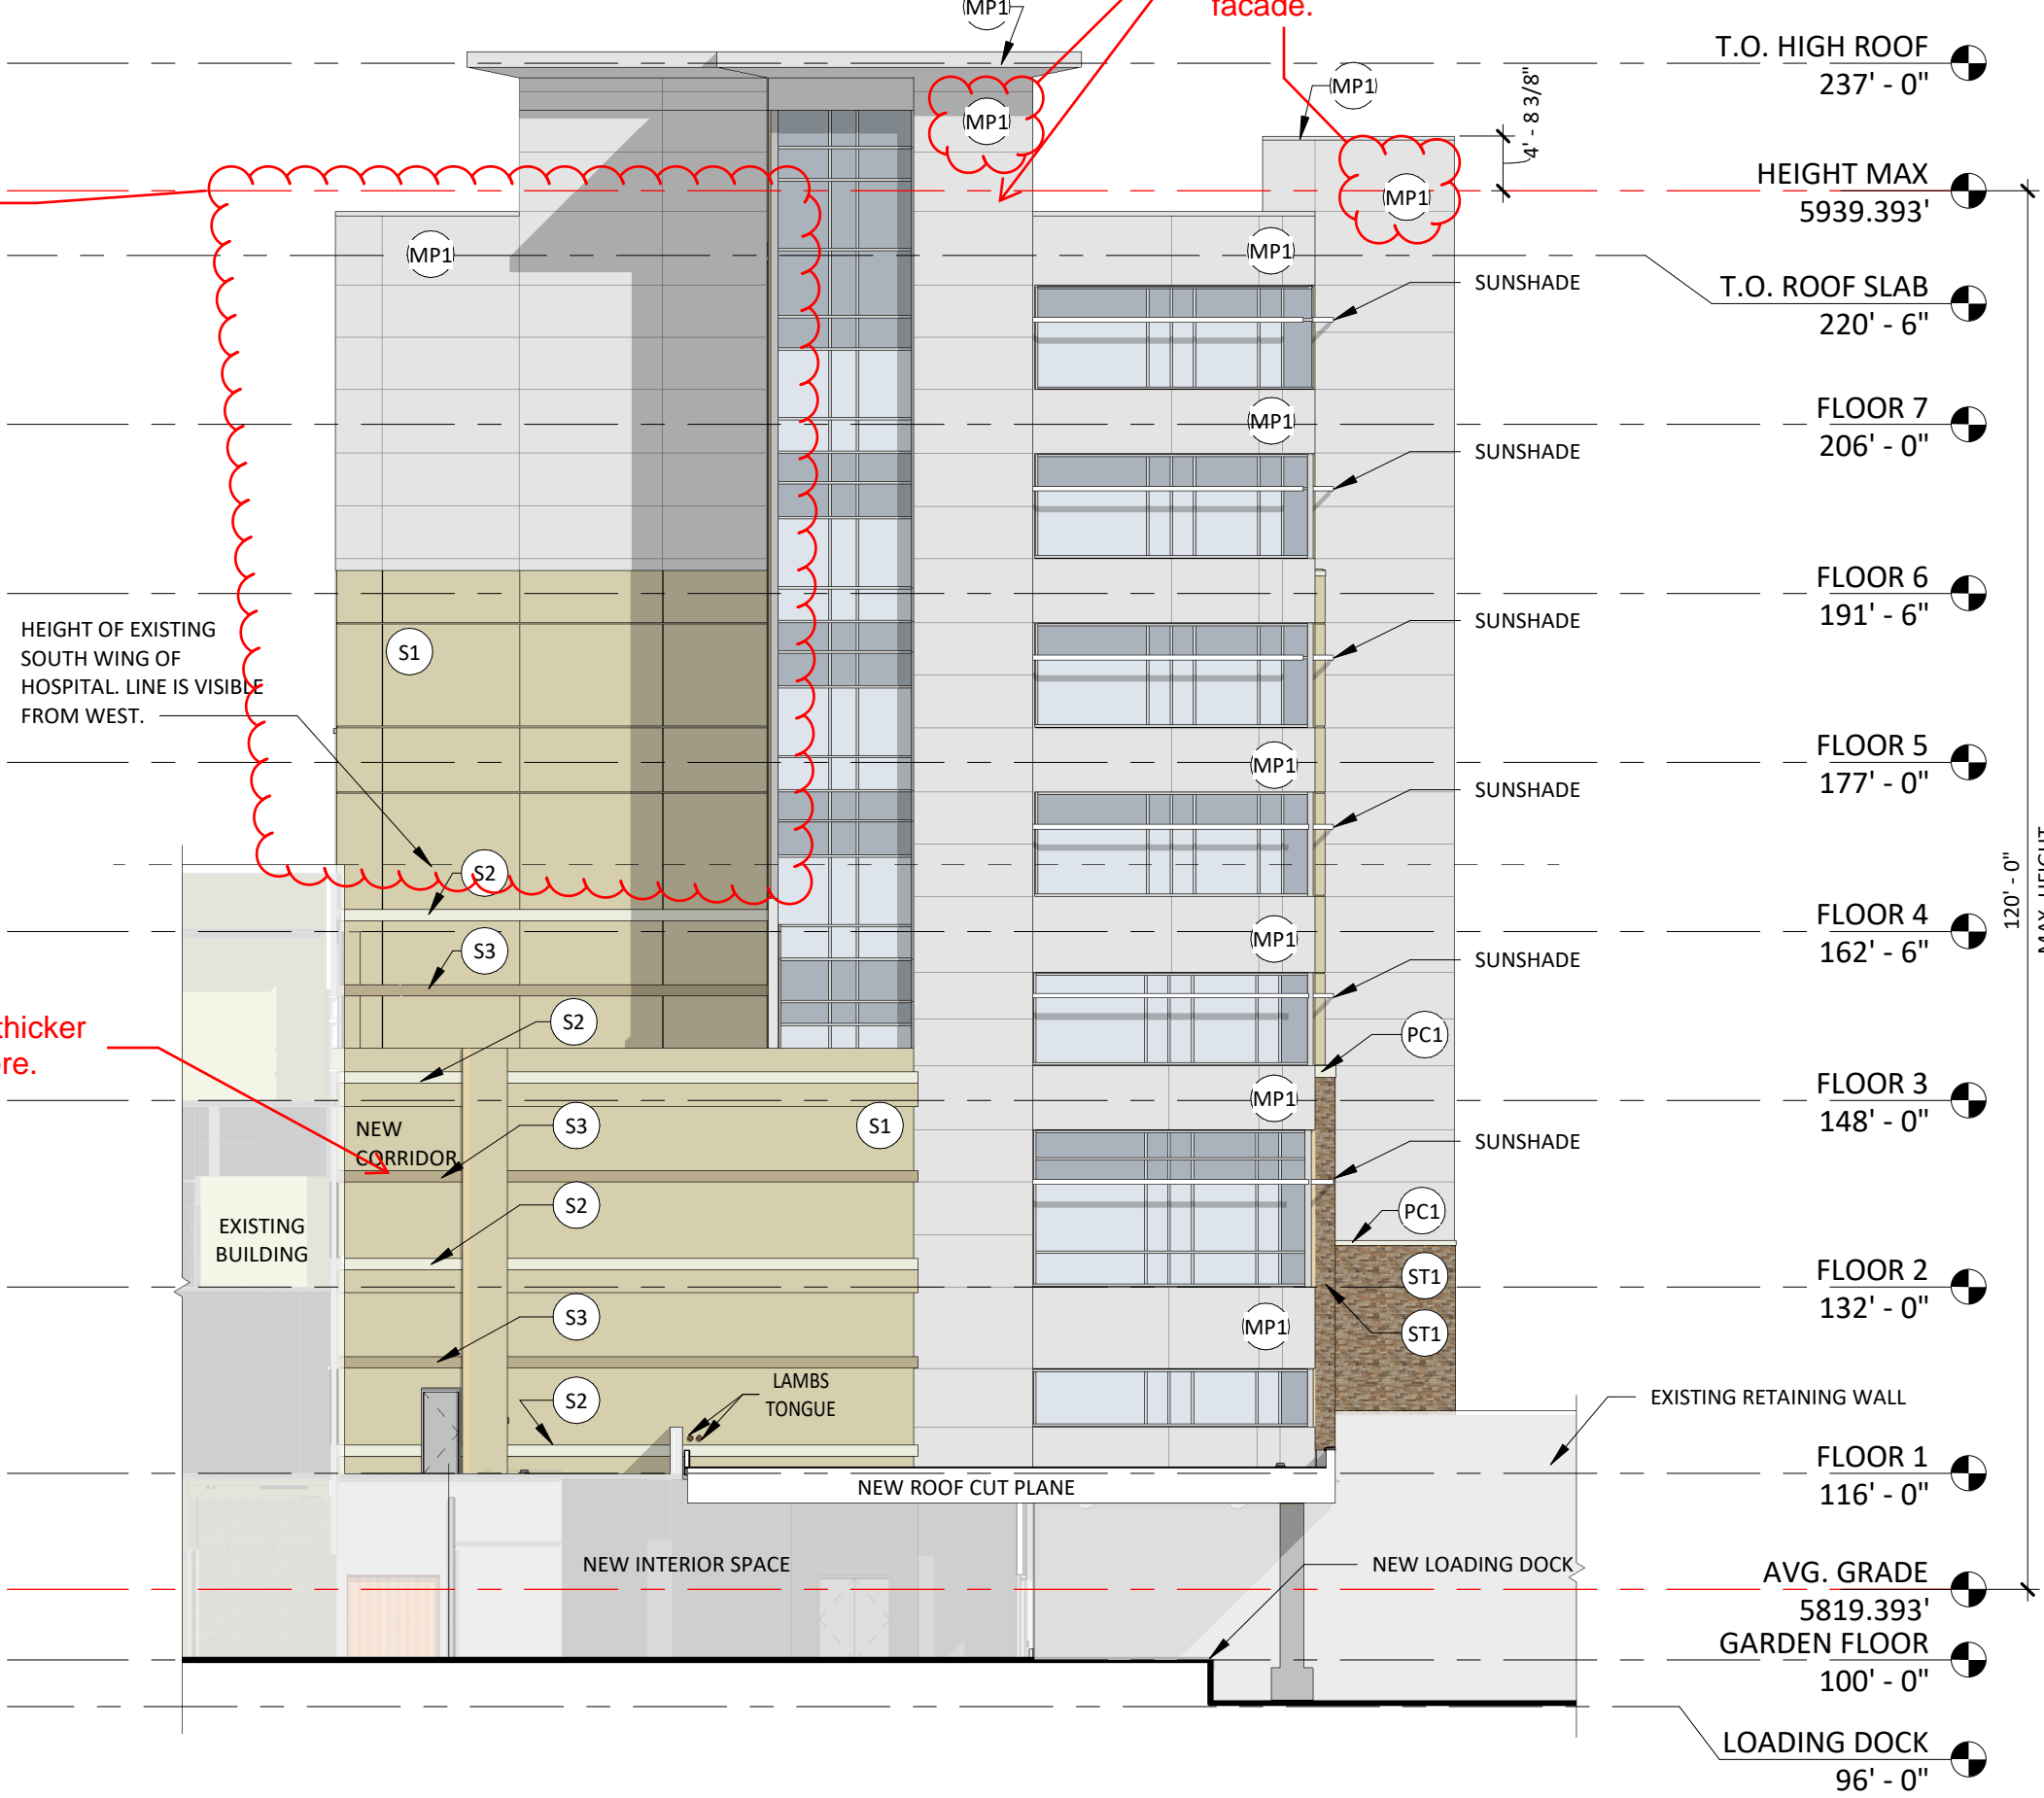 MP1
facade.
T.O. HIGH ROOF
237' - 0"
MP1
4' - 8 3/8"
MP1
HEIGHT MAX
5939.393'
MP1
MP1
MP1
SUNSHADE
T.O. ROOF SLAB
220' - 6"
MP1
FLOOR 7
206' - 0"
SUNSHADE
FLOOR 6
191' - 6"
HEIGHT OF EXISTING
SOUTH WING OF
HOSPITAL. LINE IS VISIBLE
FROM WEST.
S1
SUNSHADE
MP1
FLOOR 5
177' - 0"
SUNSHADE
S2
120' - 0"
MAX. HEIGHT
S3
MP1
FLOOR 4
162' - 6"
SUNSHADE
thicker
S2
PC1
MP1
FLOOR 3
148' - 0"
NEW
CORRIDOR
S3
S1
SUNSHADE
S2
PC1
EXISTING
BUILDING
ST1
FLOOR 2
132' - 0"
S3
MP1
ST1
LAMBS
TONGUE
S2
EXISTING RETAINING WALL
FLOOR 1
116' - 0"
NEW ROOF CUT PLANE
NEW INTERIOR SPACE
NEW LOADING DOCK
AVG. GRADE
5819.393'
GARDEN FLOOR
100' - 0"
LOADING DOCK
96' - 0"